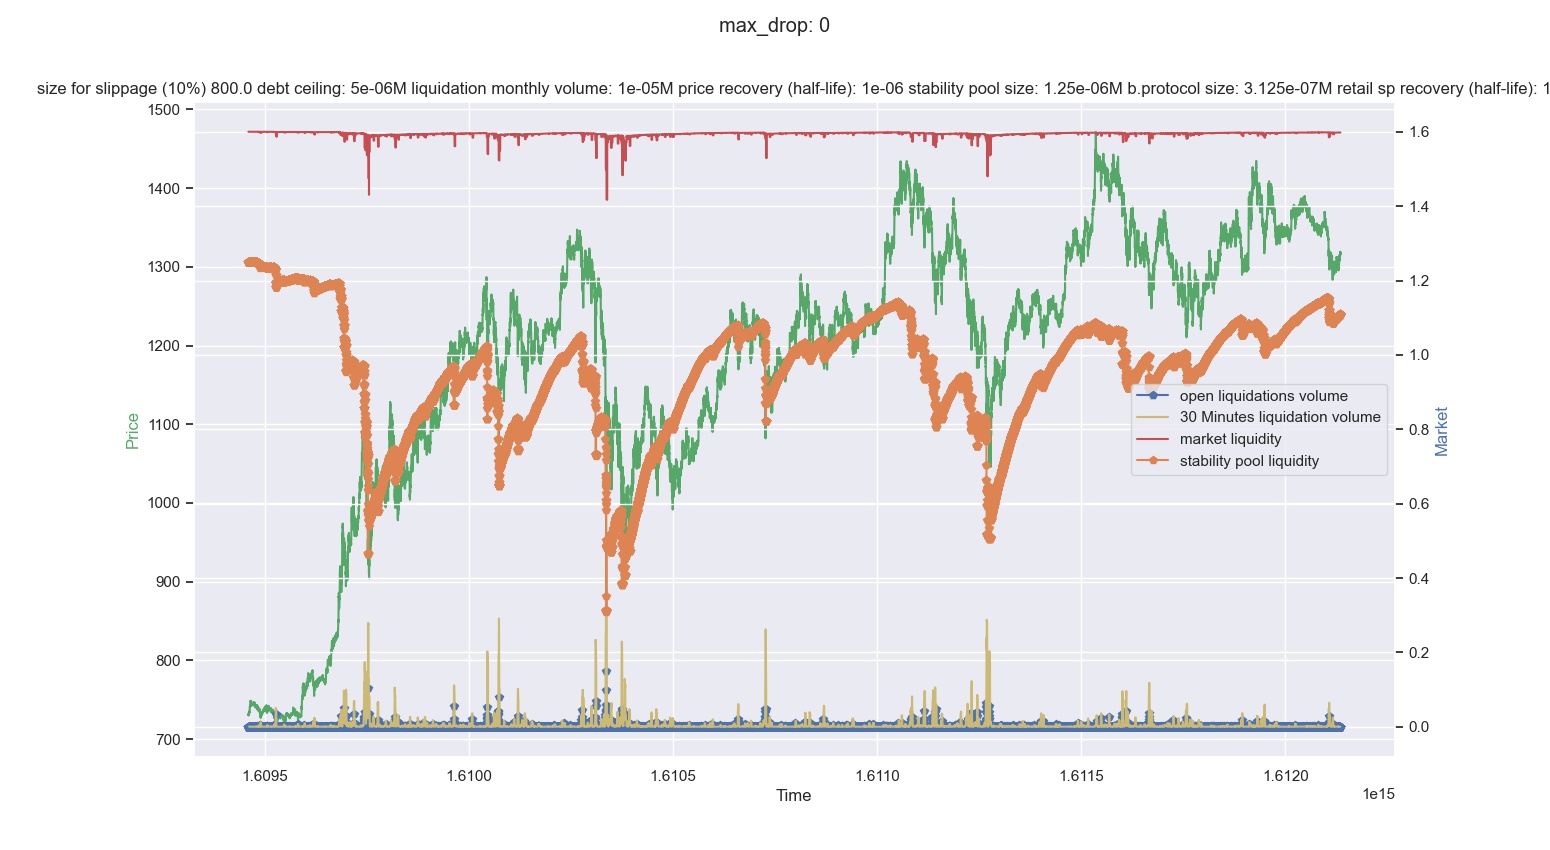 max_drop: 0
size for slippage (10%) 800.0 debt ceiling: 5e-06M liquidation monthly volume: 1e-05M price recovery (half-life): 1e-06 stability pool size: 1.25e-06M b.protocol size: 3.125e-07M retail sp recovery (half-life): 1
1500
1400
1300
1200
1100
1000
900
800
700
Price
1.6
1.4
1.2
1.0
0.8
0.6
0.4
0.2
0.0
Market
open liquidations volume
30 Minutes liquidation volume
market liquidity
stability pool liquidity
1.6095 1.6100 1.6105 1.6110 1.6115 1.6120
Time
1e15